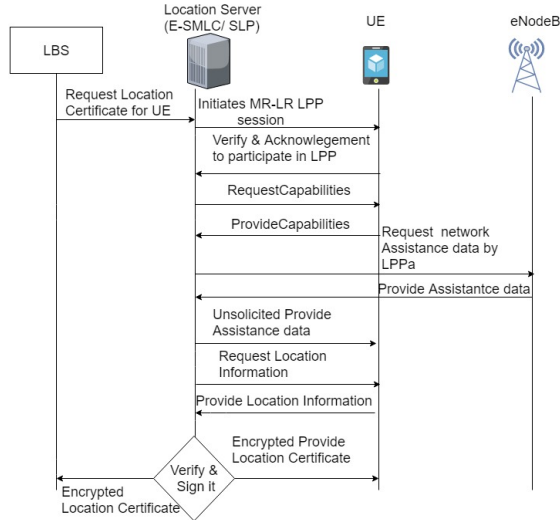 Location Server
(E-SMLC/ SLP)
UE
eNodeB
LBS
Request Location
Certificate for UE
Initiates MR-LR LPP
session
Verify & Acknowlegement
to participate in LPP
RequestCapabilities
ProvideCapabilities
Request network
Assistance data by
LPPa
Provide Assistantce data
Unsolicited Provide
Assistance data
Request Location
Information
Provide Location Information
Encrypted Provide
Location Certificate
Verify &
Sign it
Encrypted
Location Certificate